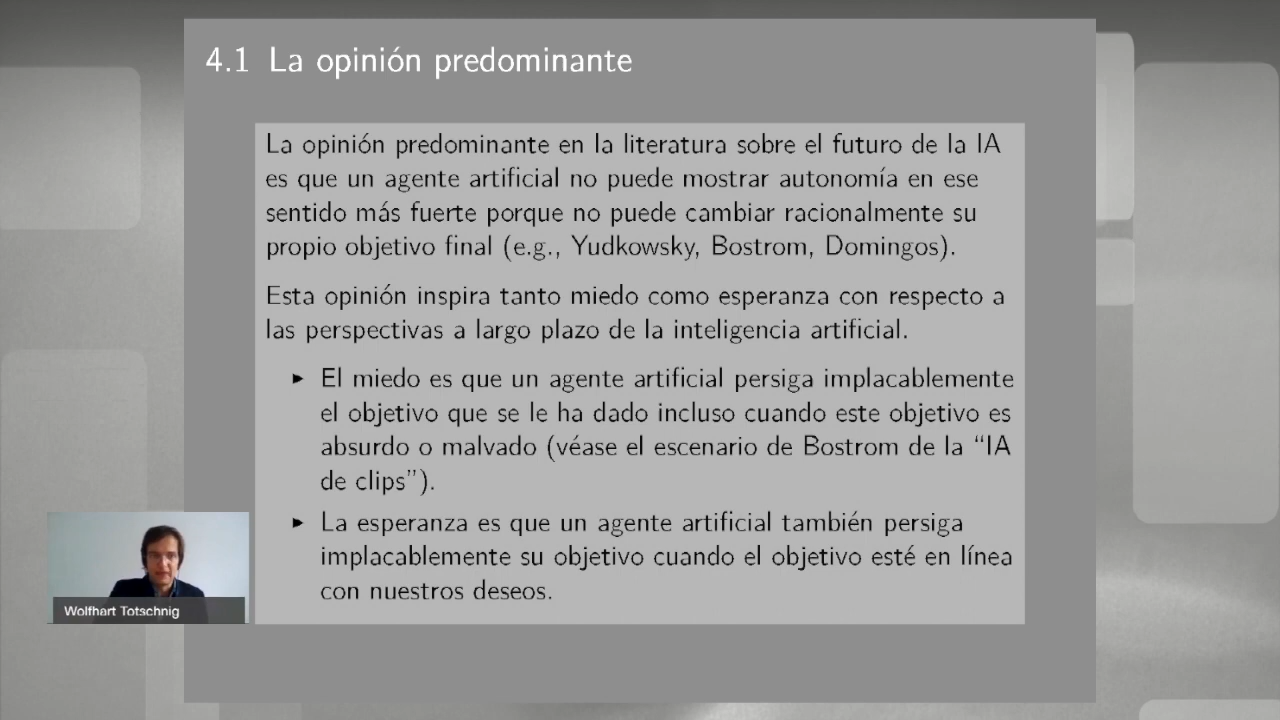 4.1 La opinión predominante
La opinión predominante en la literatura sobre el futuro de la IA
es que un agente artificial no puede mostrar autonomía en ese
sentido más fuerte porque no puede cambiar racionalmente su
propio objetivo final (e.g., Yudkowsky, Bostrom, Domingos).
Esta opinión inspira tanto miedo como esperanza con respecto a
las perspectivas a largo plazo de la inteligencia artificial.
► El miedo es que un agente artificial persiga implacablemente
el objetivo que se le ha dado incluso cuando este objetivo es
absurdo o malvado (véase el escenario de Bostrom de la “IA
de clips”).
► La esperanza es que un agente artificial también persiga
implacablemente su objetivo cuando el objetivo esté en línea
con nuestros deseos.
Wolfhart Totschnig